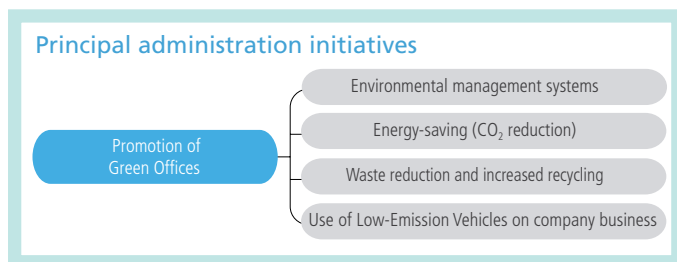 Principal administration initiatives
Promotion of
Green Offices
Environmental management systems
Energy-saving (CO₂ reduction)
Waste reduction and increased recycling
Use of Low-Emission Vehicles on company business